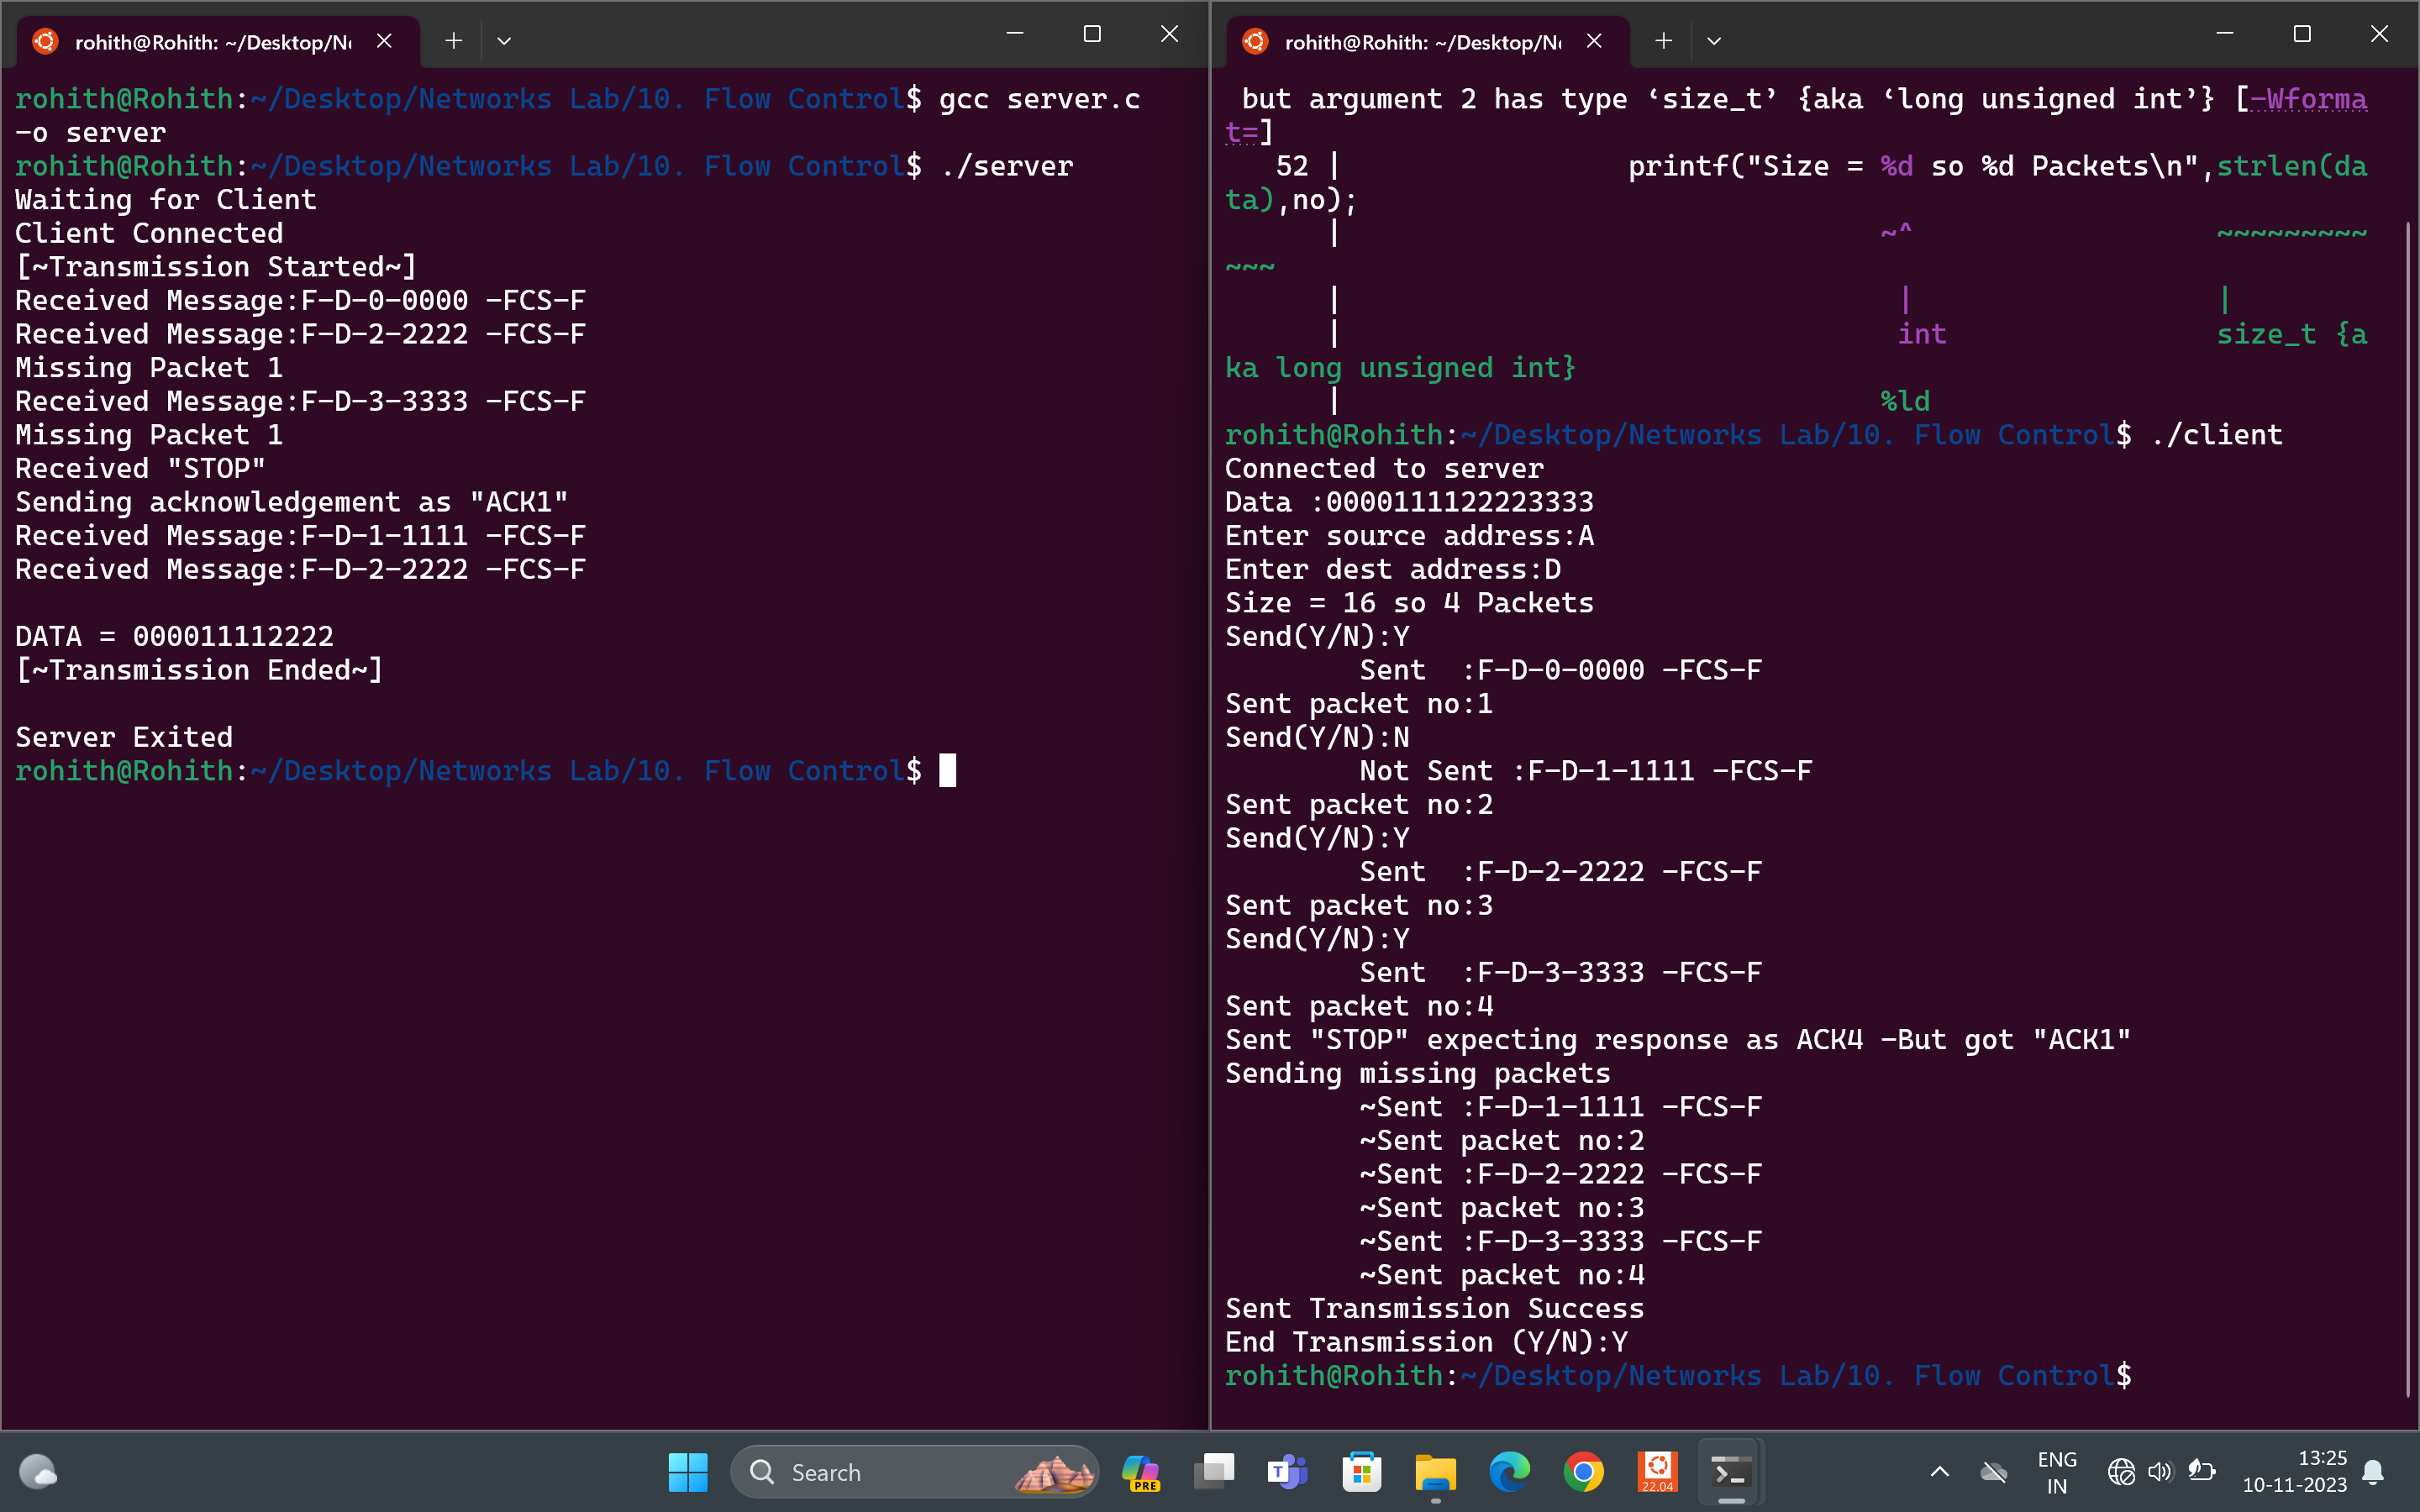 rohith@Rohith: ~/Desktop/Ne
rohith@Rohith:~/Desktop/Networks Lab/10. Flow Control$ gcc server.c
-o server
rohith@Rohith:~/Desktop/Networks Lab/10. Flow Control$ ./server
Waiting for Client
Client Connected
[~Transmission Started~]
Received Message:F-D-0-0000 -FCS-F
Received Message:F-D-2-2222 -FCS-F
Missing Packet 1
Received Message:F-D-3-3333 -FCS-F
Missing Packet 1
Received "STOP"
Sending acknowledgement as "ACK1"
Received Message:F-D-1-1111 -FCS-F
Received Message:F-D-2-2222 -FCS-F
DATA = 000011112222
[~Transmission Ended~]
Server Exited
rohith@Rohith:~/Desktop/Networks Lab/10. Flow Control$
rohith@Rohith: ~/Desktop/Ne
but argument 2 has type ‘size_t’ {aka ‘long unsigned int’} [-Wforma
t=]
52 | printf("Size = %d so %d Packets\n",strlen(da
ta),no);
| ~^ ~~~~~~~~~
~~~
| | |
| int size_t {a
ka long unsigned int}
| %ld
rohith@Rohith:~/Desktop/Networks Lab/10. Flow Control$ ./client
Connected to server
Data :0000111122223333
Enter source address:A
Enter dest address:D
Size = 16 so 4 Packets
Send(Y/N):Y
Sent  :F-D-0-0000 -FCS-F
Sent packet no:1
Send(Y/N):N
Not Sent :F-D-1-1111 -FCS-F
Sent packet no:2
Send(Y/N):Y
Sent  :F-D-2-2222 -FCS-F
Sent packet no:3
Send(Y/N):Y
Sent  :F-D-3-3333 -FCS-F
Sent packet no:4
Sent "STOP" expecting response as ACK4 -But got "ACK1"
Sending missing packets
~Sent :F-D-1-1111 -FCS-F
~Sent packet no:2
~Sent :F-D-2-2222 -FCS-F
~Sent packet no:3
~Sent :F-D-3-3333 -FCS-F
~Sent packet no:4
Sent Transmission Success
End Transmission (Y/N):Y
rohith@Rohith:~/Desktop/Networks Lab/10. Flow Control$
Search
PRE
T
22.04
ENG
IN
13:25
10-11-2023